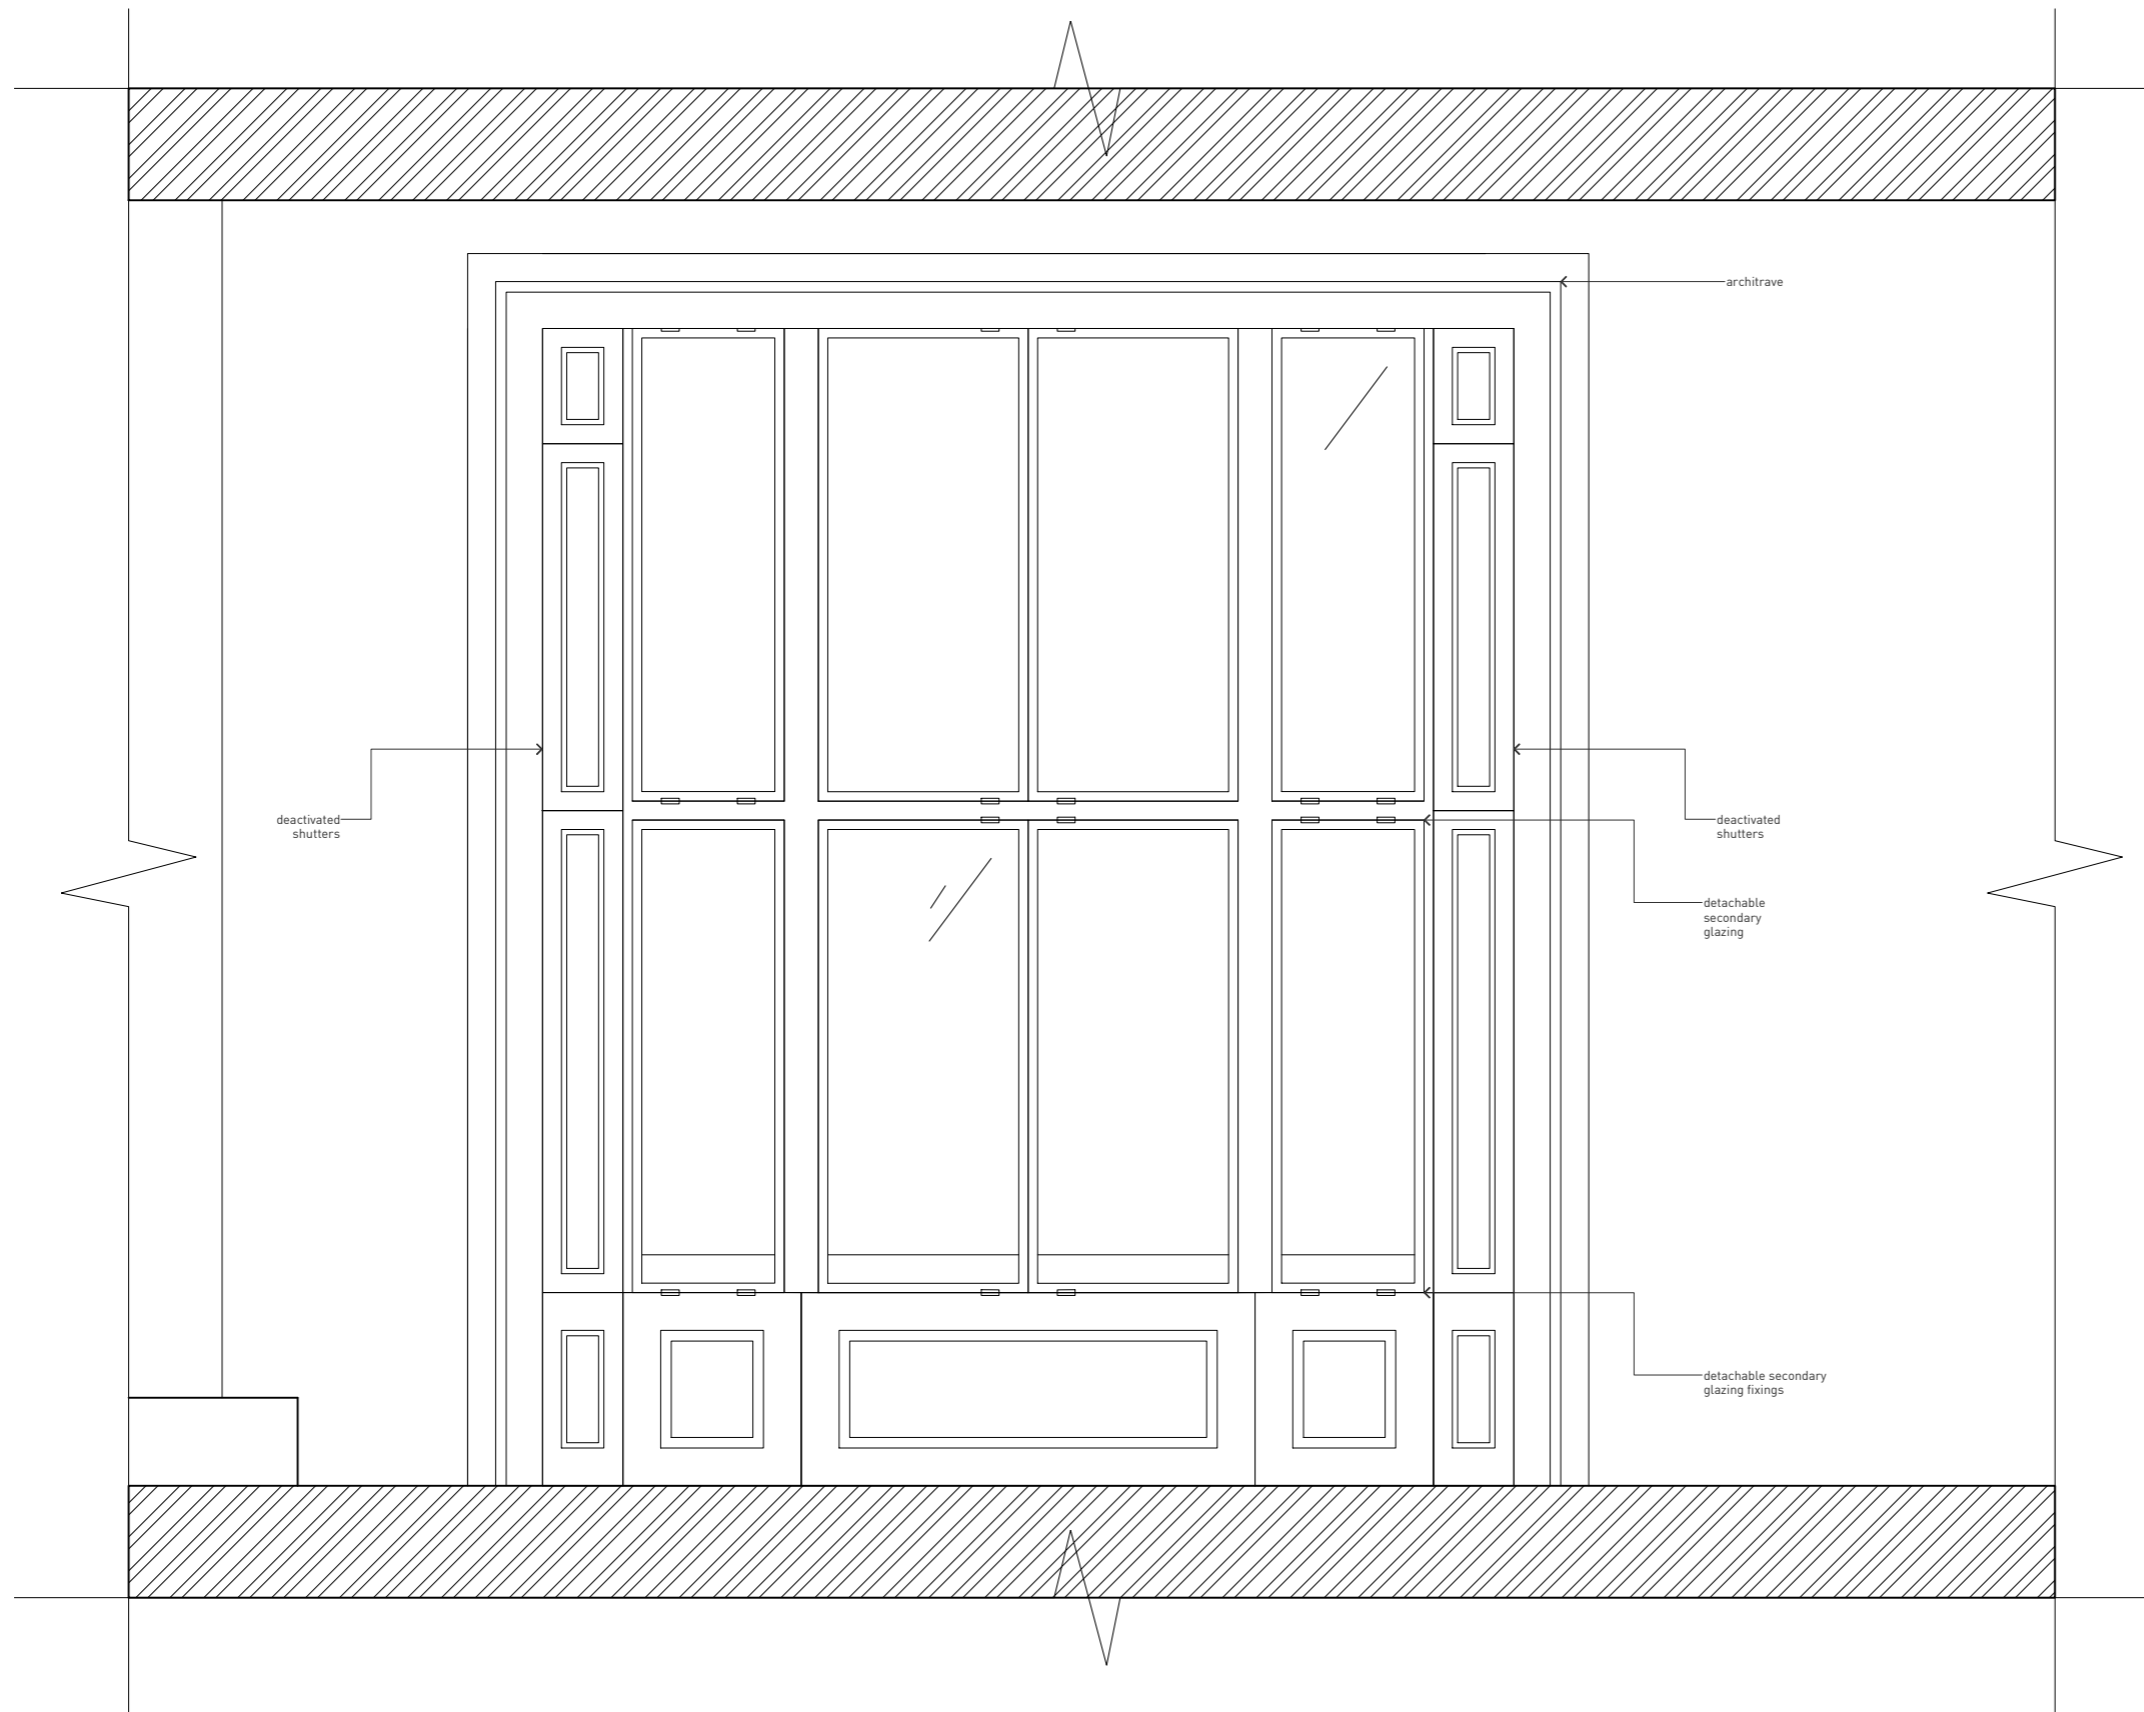 architrave
deactivated
shutters
deactivated
shutters
detachable
secondary
glazing
detachable secondary
glazing fixings